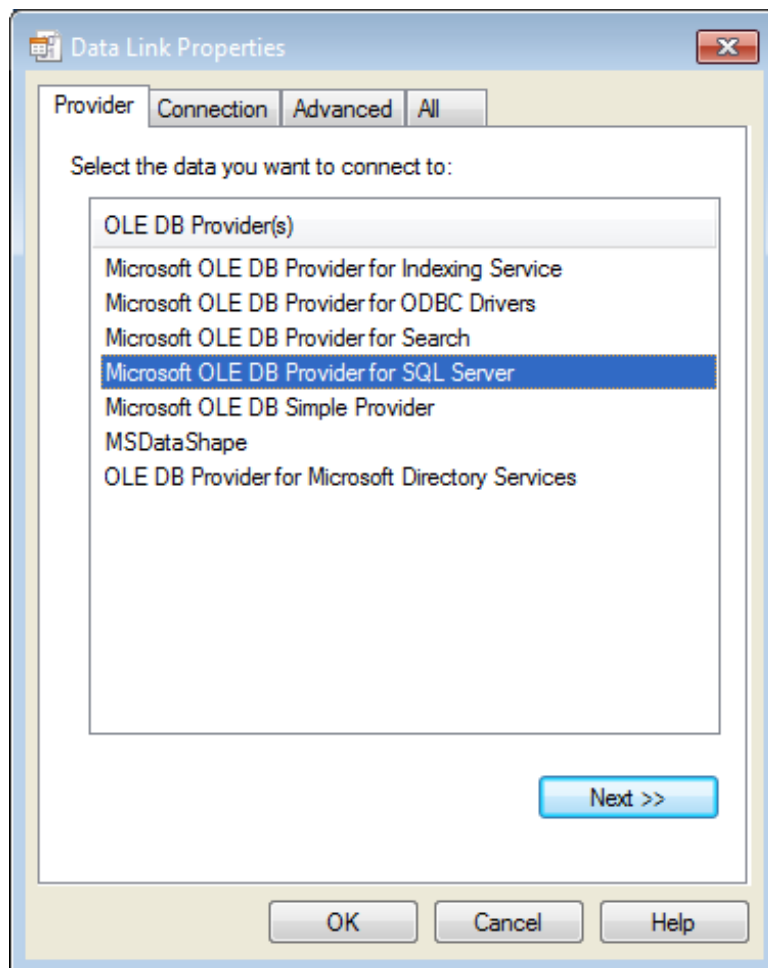 Data Link Properties
Provider Connection Advanced All
Select the data you want to connect to:
OLE DB Provider(s)
Microsoft OLE DB Provider for Indexing Service
Microsoft OLE DB Provider for ODBC Drivers
Microsoft OLE DB Provider for Search
Microsoft OLE DB Provider for SQL Server
Microsoft OLE DB Simple Provider
MSDataShape
OLE DB Provider for Microsoft Directory Services
Next >>
OK Cancel Help